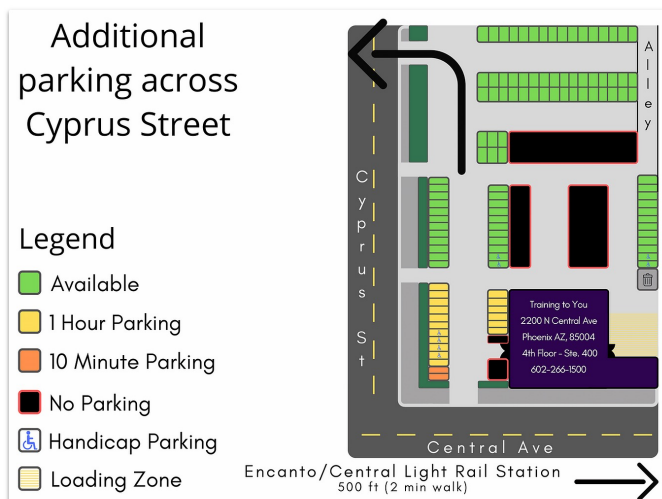 Additional
parking across
Cyprus Street
Legend
Available
1 Hour Parking
10 Minute Parking
No Parking
Handicap Parking
Loading Zone
Alley
Cyprus St
Training to You
2200 N Central Ave
Phoenix AZ, 85004
4th Floor - Ste. 400
602-266-1500
Central Ave
Encanto/Central Light Rail Station
500 ft (2 min walk)